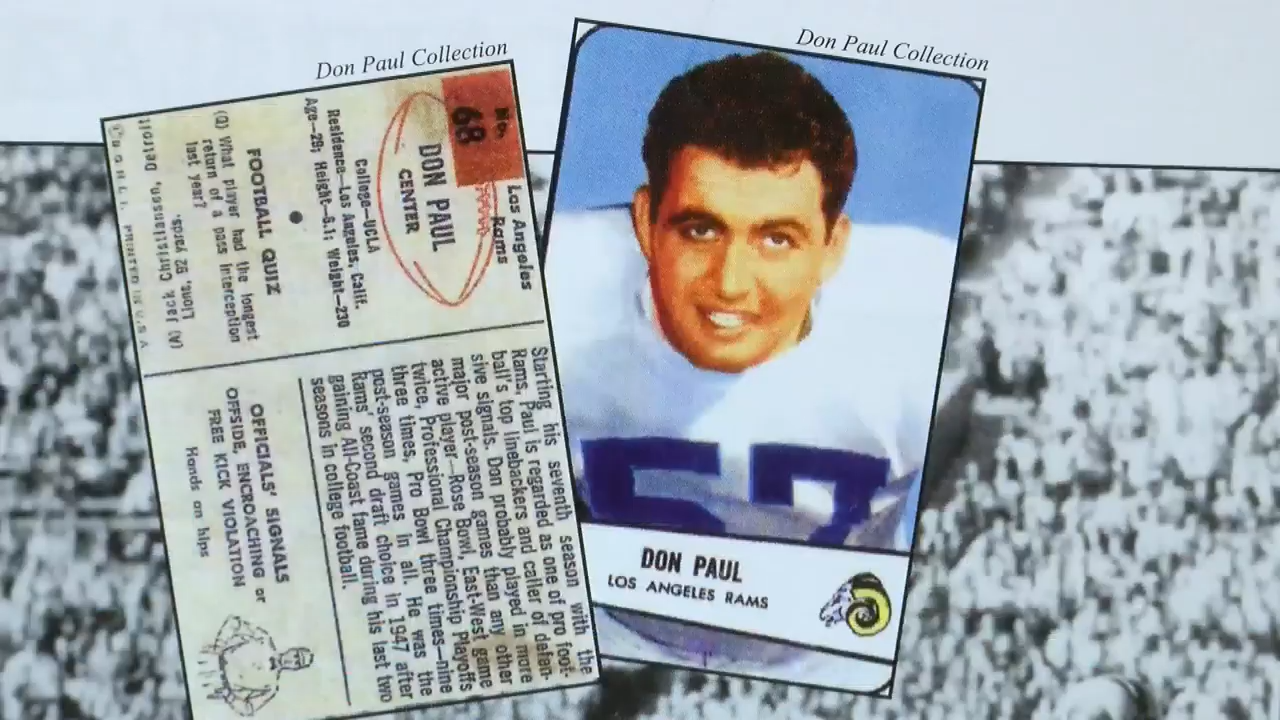 Don Paul Collection
Don Paul Collection
No.
68
Los Angeles
Rams
DON PAUL
CENTER
College—UCLA
Residence—Los Angeles, Calif.
Age—29; Height—6.1; Weight—230
FOOTBALL QUIZ
(Q) What player had the longest
return of a pass interception
last year?
(A) Jack Christiansen, Detroit
Lions, 92 yards.
© B. G. H. L. I. PRINTED IN U.S.A.
Starting his seventh season with the
Rams, Paul is regarded as one of pro foot-
ball's top linebackers and caller of defen-
sive signals. Don probably played in more
major post-season games than any other
active player—Rose Bowl, East-West game
twice, Professional Championship Playoffs
three times, Pro Bowl three times—nine
post-season games in all. He was the
Rams' second draft choice in 1947 after
gaining All-Coast fame during his last two
seasons in college football.
OFFICIALS' SIGNALS
OFFSIDE, ENCROACHING or
FREE KICK VIOLATION
Hands on hips
57
DON PAUL
LOS ANGELES RAMS